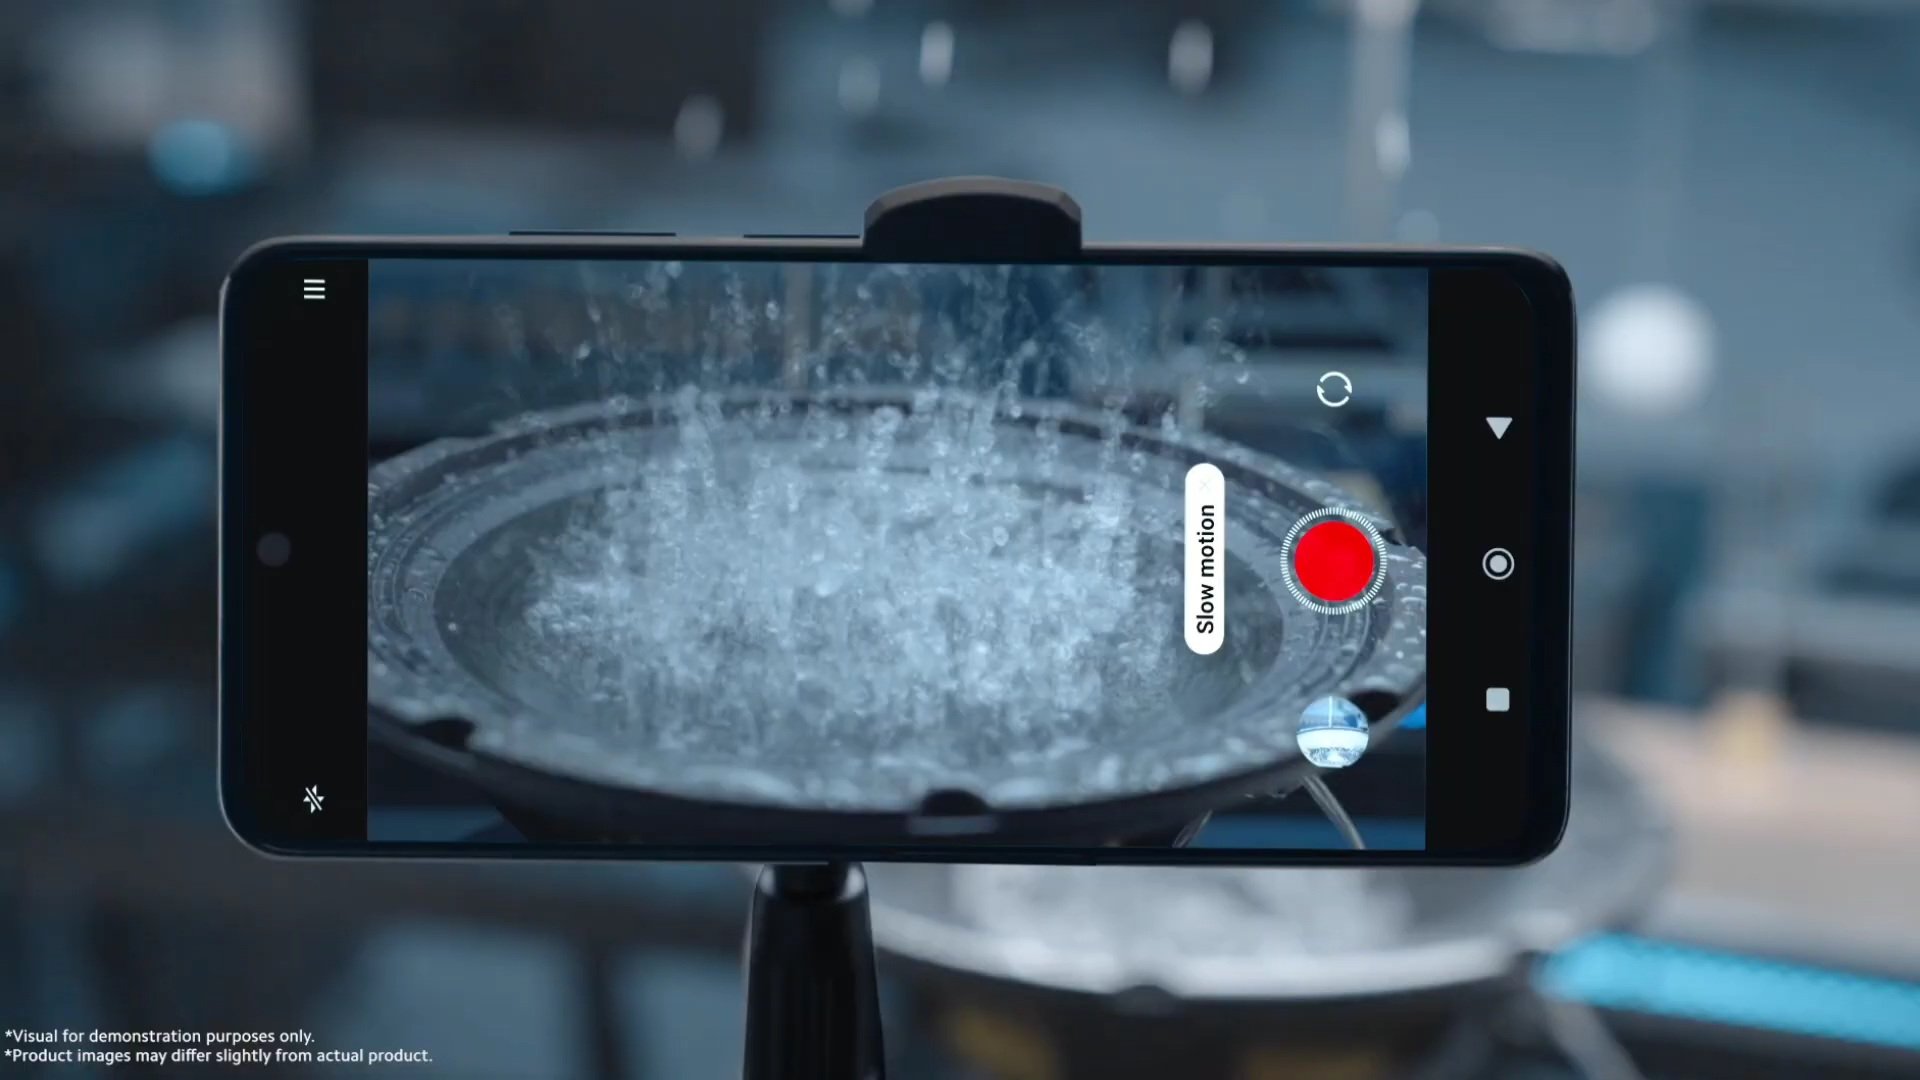 Slow motion
*Visual for demonstration purposes only.
*Product images may differ slightly from actual product.